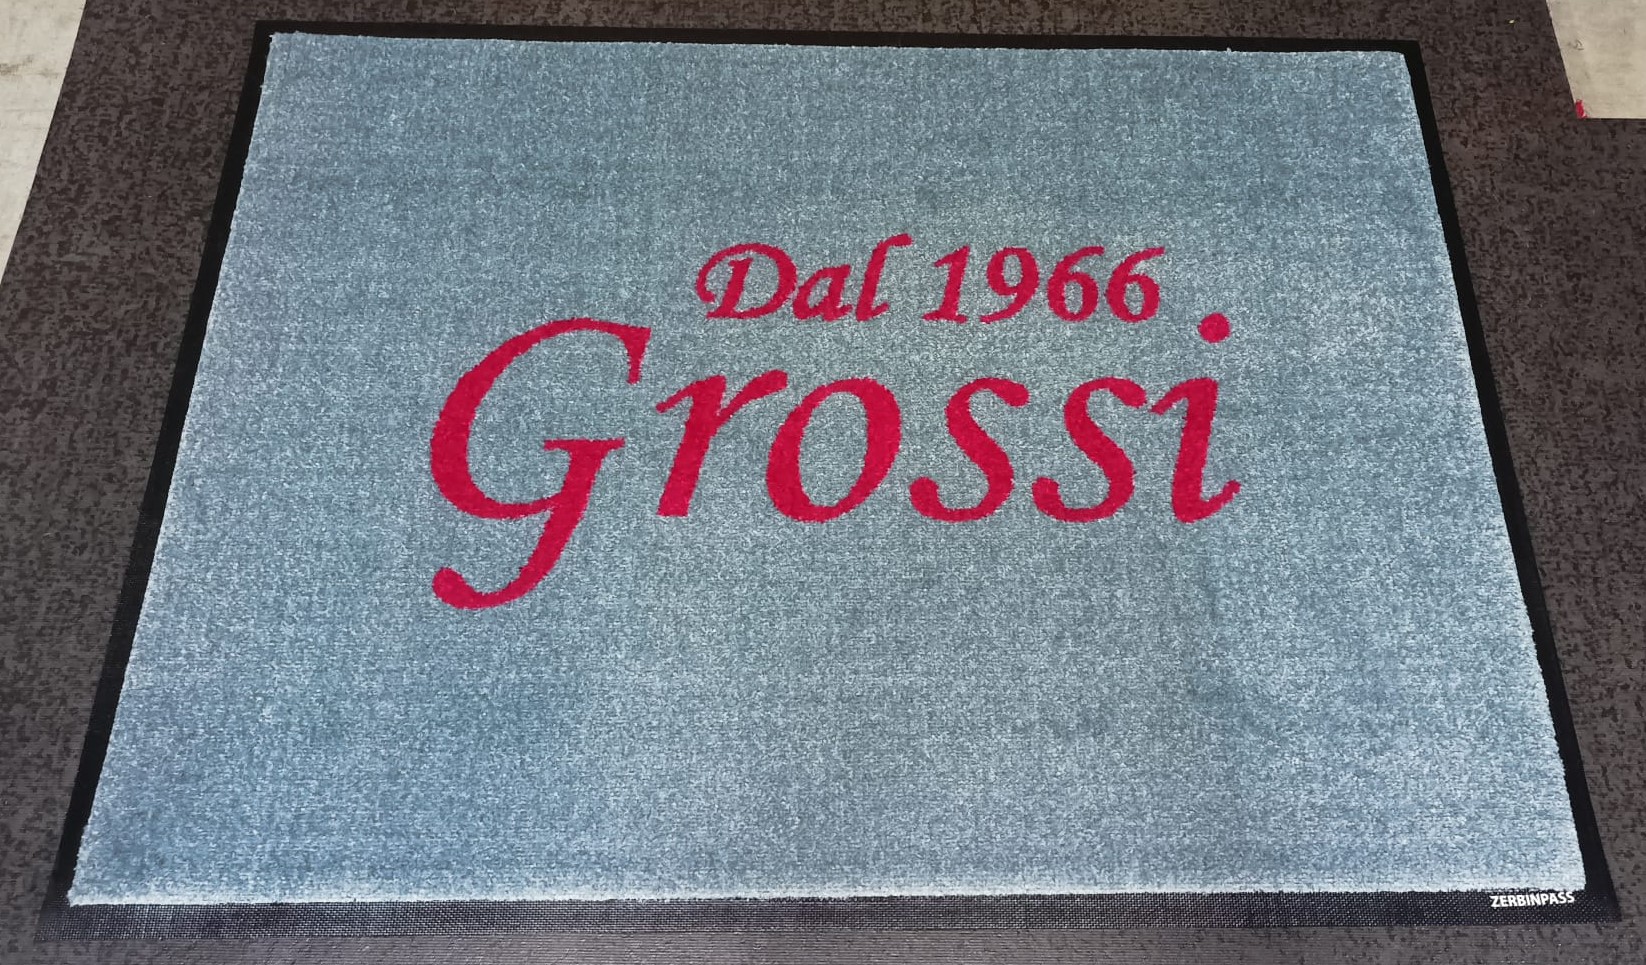 Dal 1966
Grossi
ZERBINPASS